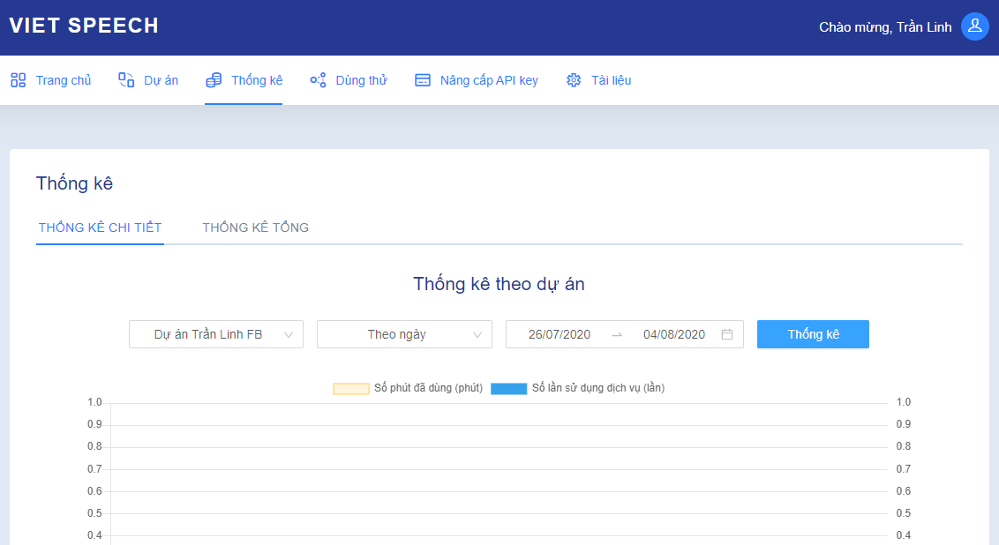 VIET SPEECH
Chào mừng, Trần Linh
Trang chủ Dự án Thống kê Dùng thử Nâng cấp API key Tài liệu
Thống kê
THỐNG KÊ CHI TIẾT THỐNG KÊ TỔNG
Thống kê theo dự án
Dự án Trần Linh FB Theo ngày 26/07/2020 → 04/08/2020 Thống kê
Số phút đã dùng (phút) Số lần sử dụng dịch vụ (lần)
1.0 1.0
0.9 0.9
0.8 0.8
0.7 0.7
0.6 0.6
0.5 0.5
0.4 0.4